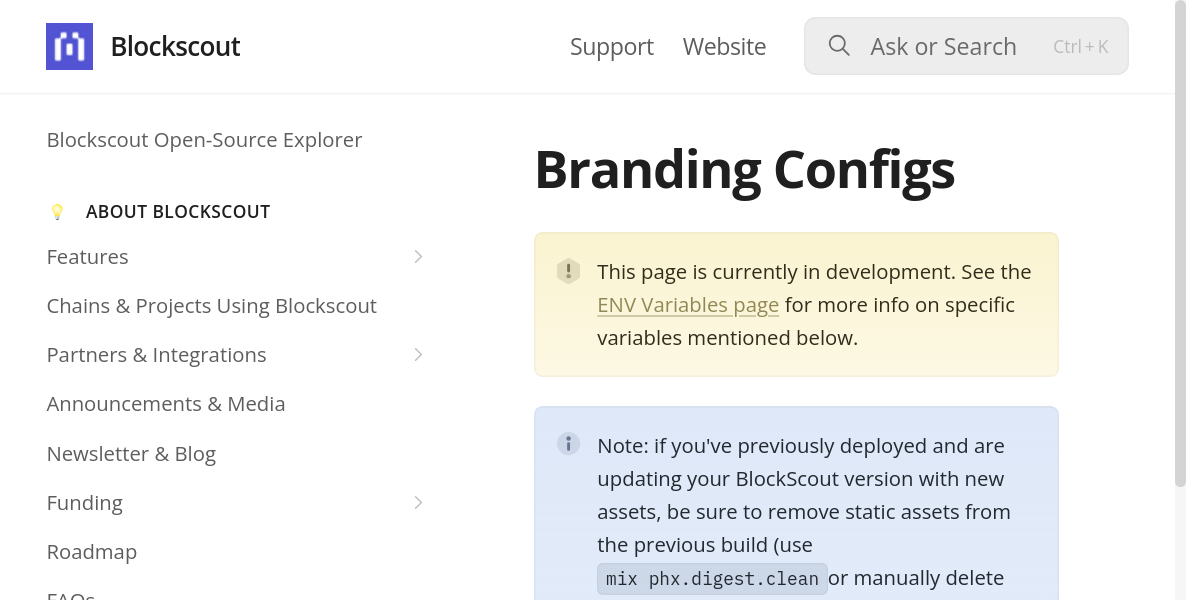 Blockscout
Support
Website
Ask or Search
Ctrl + K
Blockscout Open-Source Explorer
ABOUT BLOCKSCOUT
Features
Chains & Projects Using Blockscout
Partners & Integrations
Announcements & Media
Newsletter & Blog
Funding
Roadmap
FAQs
Branding Configs
This page is currently in development. See the
ENV Variables page for more info on specific
variables mentioned below.
Note: if you've previously deployed and are
updating your BlockScout version with new
assets, be sure to remove static assets from
the previous build (use
mix phx.digest.clean or manually delete